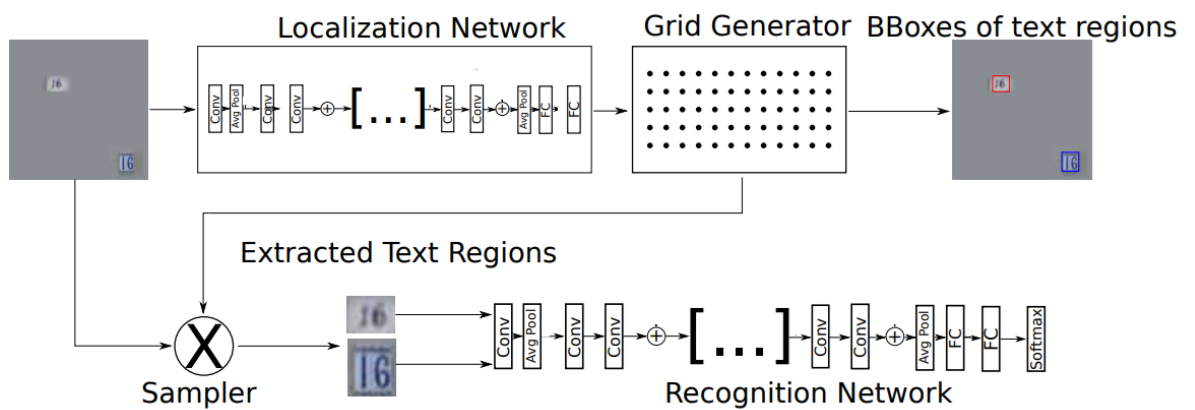 Localization Network
Grid Generator
BBoxes of text regions
16
16
Conv
Avg Pool
Conv
Conv
+
[...]
Conv
Conv
+
Avg Pool
FC
FC
16
16
Extracted Text Regions
X
Sampler
16
16
Conv
Avg Pool
Conv
Conv
+
[...]
Conv
Conv
+
Avg Pool
FC
FC
Softmax
Recognition Network